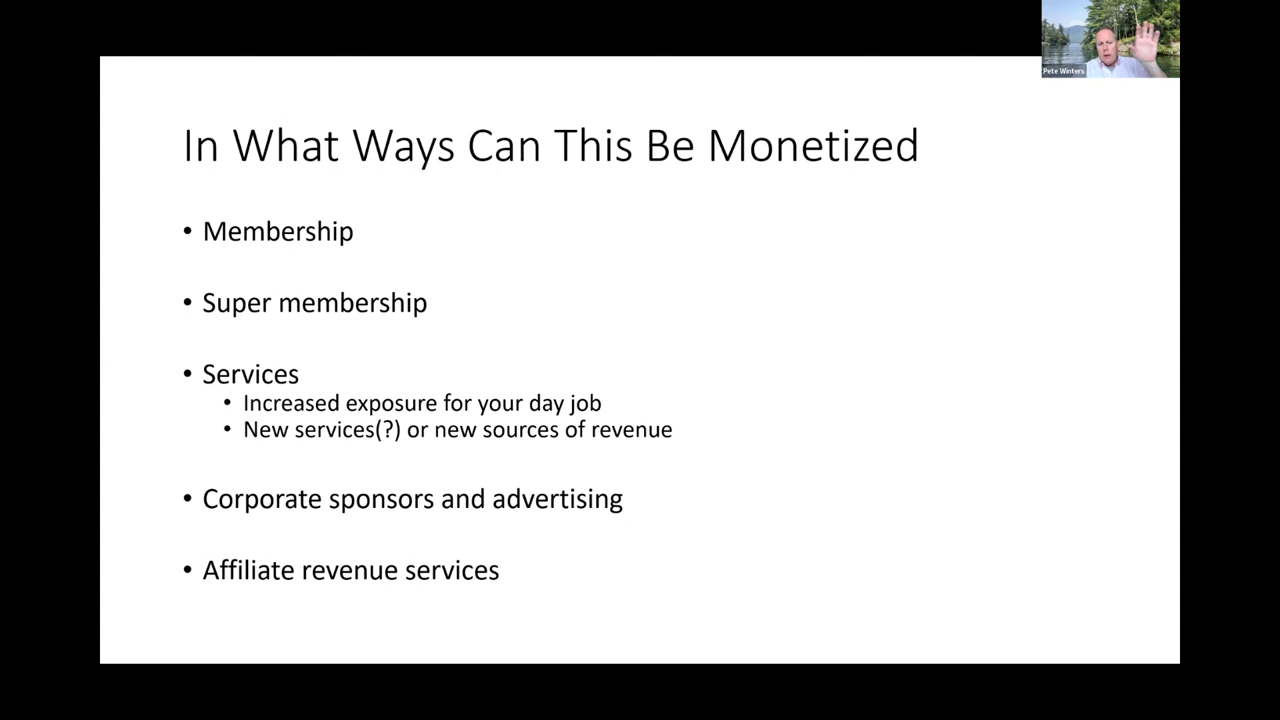 Pete Winters
In What Ways Can This Be Monetized
• Membership
• Super membership
• Services
• Increased exposure for your day job
• New services(?) or new sources of revenue
• Corporate sponsors and advertising
• Affiliate revenue services